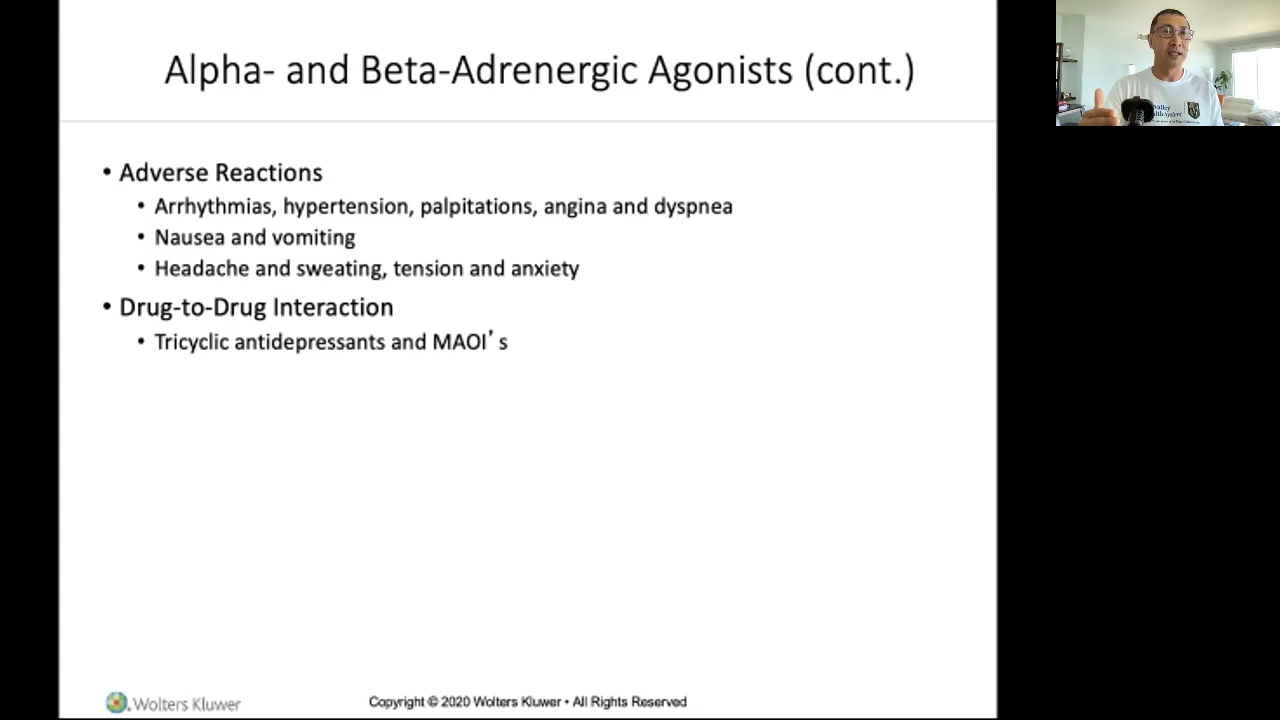 Alpha- and Beta-Adrenergic Agonists (cont.)
• Adverse Reactions
• Arrhythmias, hypertension, palpitations, angina and dyspnea
• Nausea and vomiting
• Headache and sweating, tension and anxiety
• Drug-to-Drug Interaction
• Tricyclic antidepressants and MAOI’ s
Wolters Kluwer
Copyright © 2020 Wolters Kluwer • All Rights Reserved